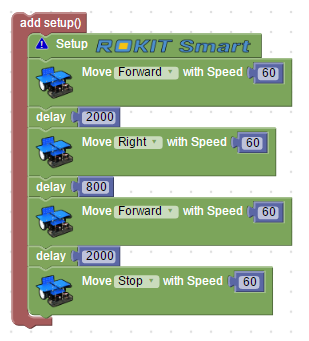 add setup()
Setup ROKIT Smart
Move Forward with Speed 60
delay 2000
Move Right with Speed 60
delay 800
Move Forward with Speed 60
delay 2000
Move Stop with Speed 60